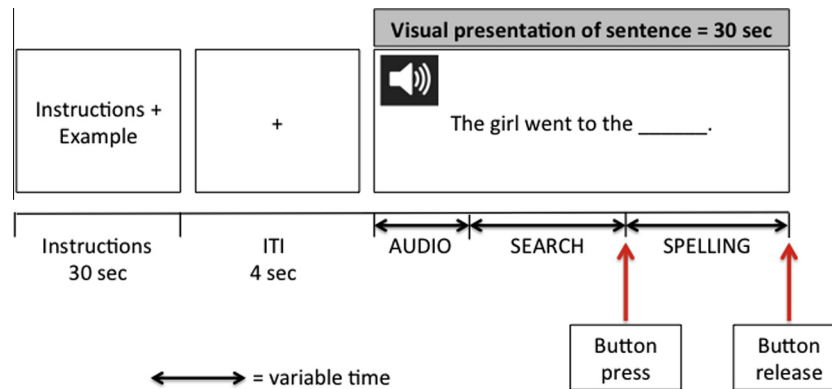 Visual presentation of sentence = 30 sec
Instructions +
Example
+
The girl went to the ______.
Instructions
30 sec
ITI
4 sec
AUDIO
SEARCH
SPELLING
Button
press
Button
release
= variable time